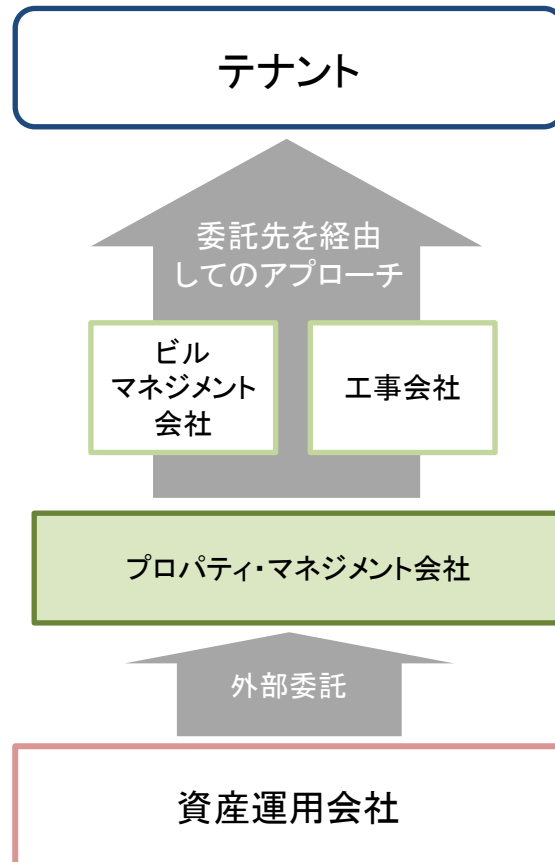 テナント
委託先を経由
してのアプローチ
ビル
マネジメント
会社
工事会社
プロパティ・マネジメント会社
外部委託
資産運用会社